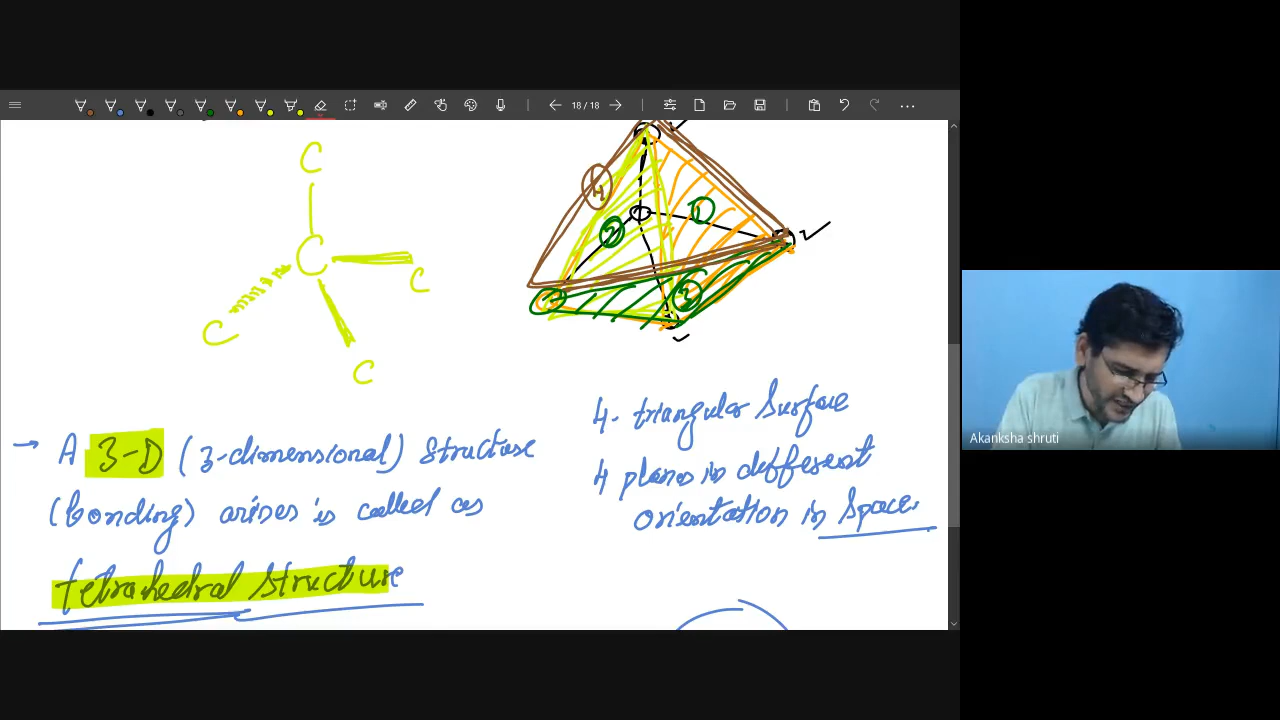 18 / 18
C
C
C
C
C
4
1
2
3
4. triangular Surface
4 planes in different
orientation in Space.
→ A 3-D (3-dimensional) Structure
(bonding) arises is called as
tetrahedral Structure
Akanksha shruti